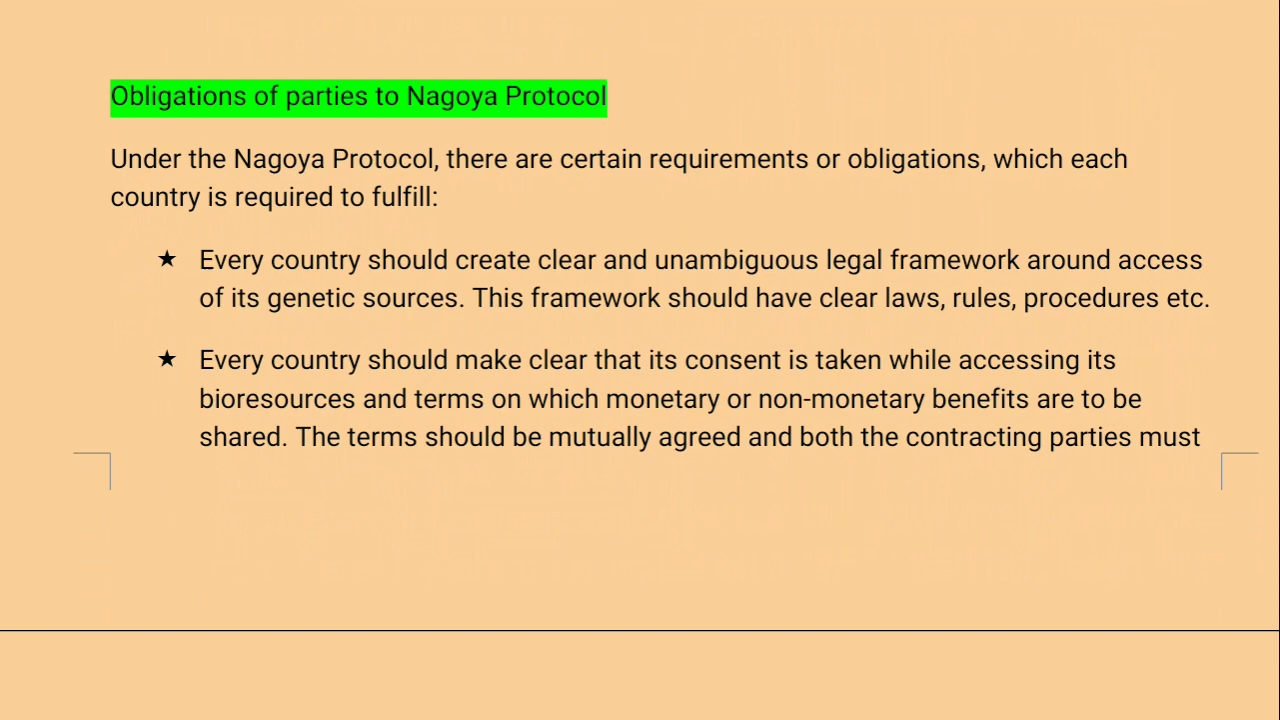 Obligations of parties to Nagoya Protocol
Under the Nagoya Protocol, there are certain requirements or obligations, which each
country is required to fulfill:
★ Every country should create clear and unambiguous legal framework around access
of its genetic sources. This framework should have clear laws, rules, procedures etc.
★ Every country should make clear that its consent is taken while accessing its
bioresources and terms on which monetary or non-monetary benefits are to be
shared. The terms should be mutually agreed and both the contracting parties must